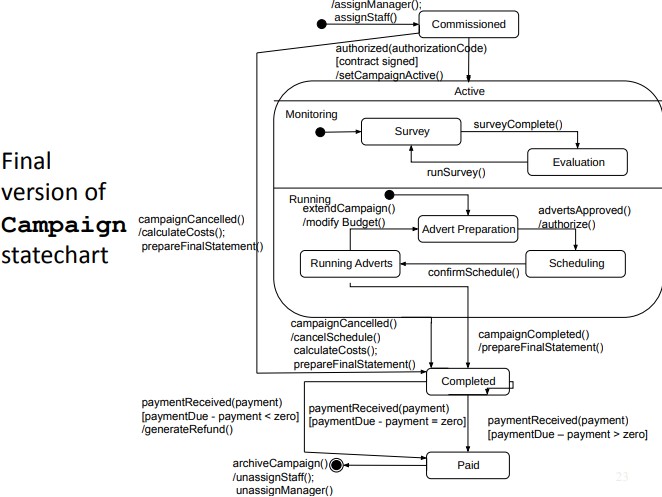 /assignManager();
assignStaff()
Commissioned
authorized(authorizationCode)
[contract signed]
/setCampaignActive()
Active
Monitoring
Survey
surveyComplete()
Evaluation
runSurvey()
Final
version of
Campaign
statechart
campaignCancelled()
/calculateCosts();
prepareFinalStatement()
Running
extendCampaign()
/modify Budget()
Advert Preparation
advertsApproved()
/authorize()
Running Adverts
confirmSchedule()
Scheduling
campaignCancelled()
/cancelSchedule()
calculateCosts();
prepareFinalStatement()
campaignCompleted()
/prepareFinalStatement()
Completed
paymentReceived(payment)
[paymentDue - payment < zero]
/generateRefund()
paymentReceived(payment)
[paymentDue - payment = zero]
paymentReceived(payment)
[paymentDue – payment > zero]
archiveCampaign()
/unassignStaff();
unassignManager()
Paid
23